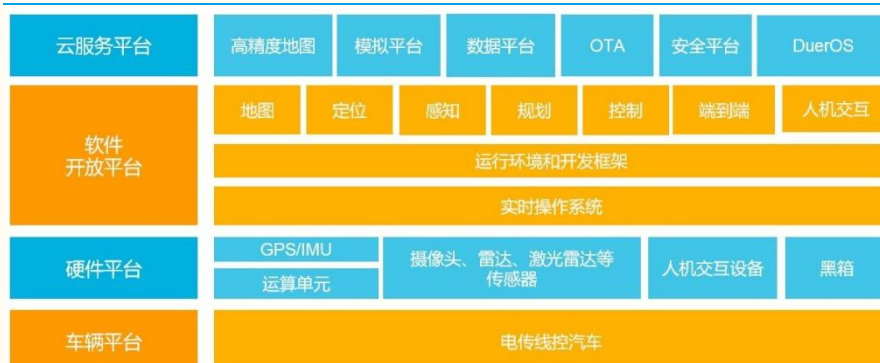 云服务平台
高精度地图
模拟平台
数据平台
OTA
安全平台
DuerOS
软件
开放平台
地图
定位
感知
规划
控制
端到端
人机交互
运行环境和开发框架
实时操作系统
硬件平台
GPS/IMU
运算单元
摄像头、雷达、激光雷达等
传感器
人机交互设备
黑箱
车辆平台
电传线控汽车